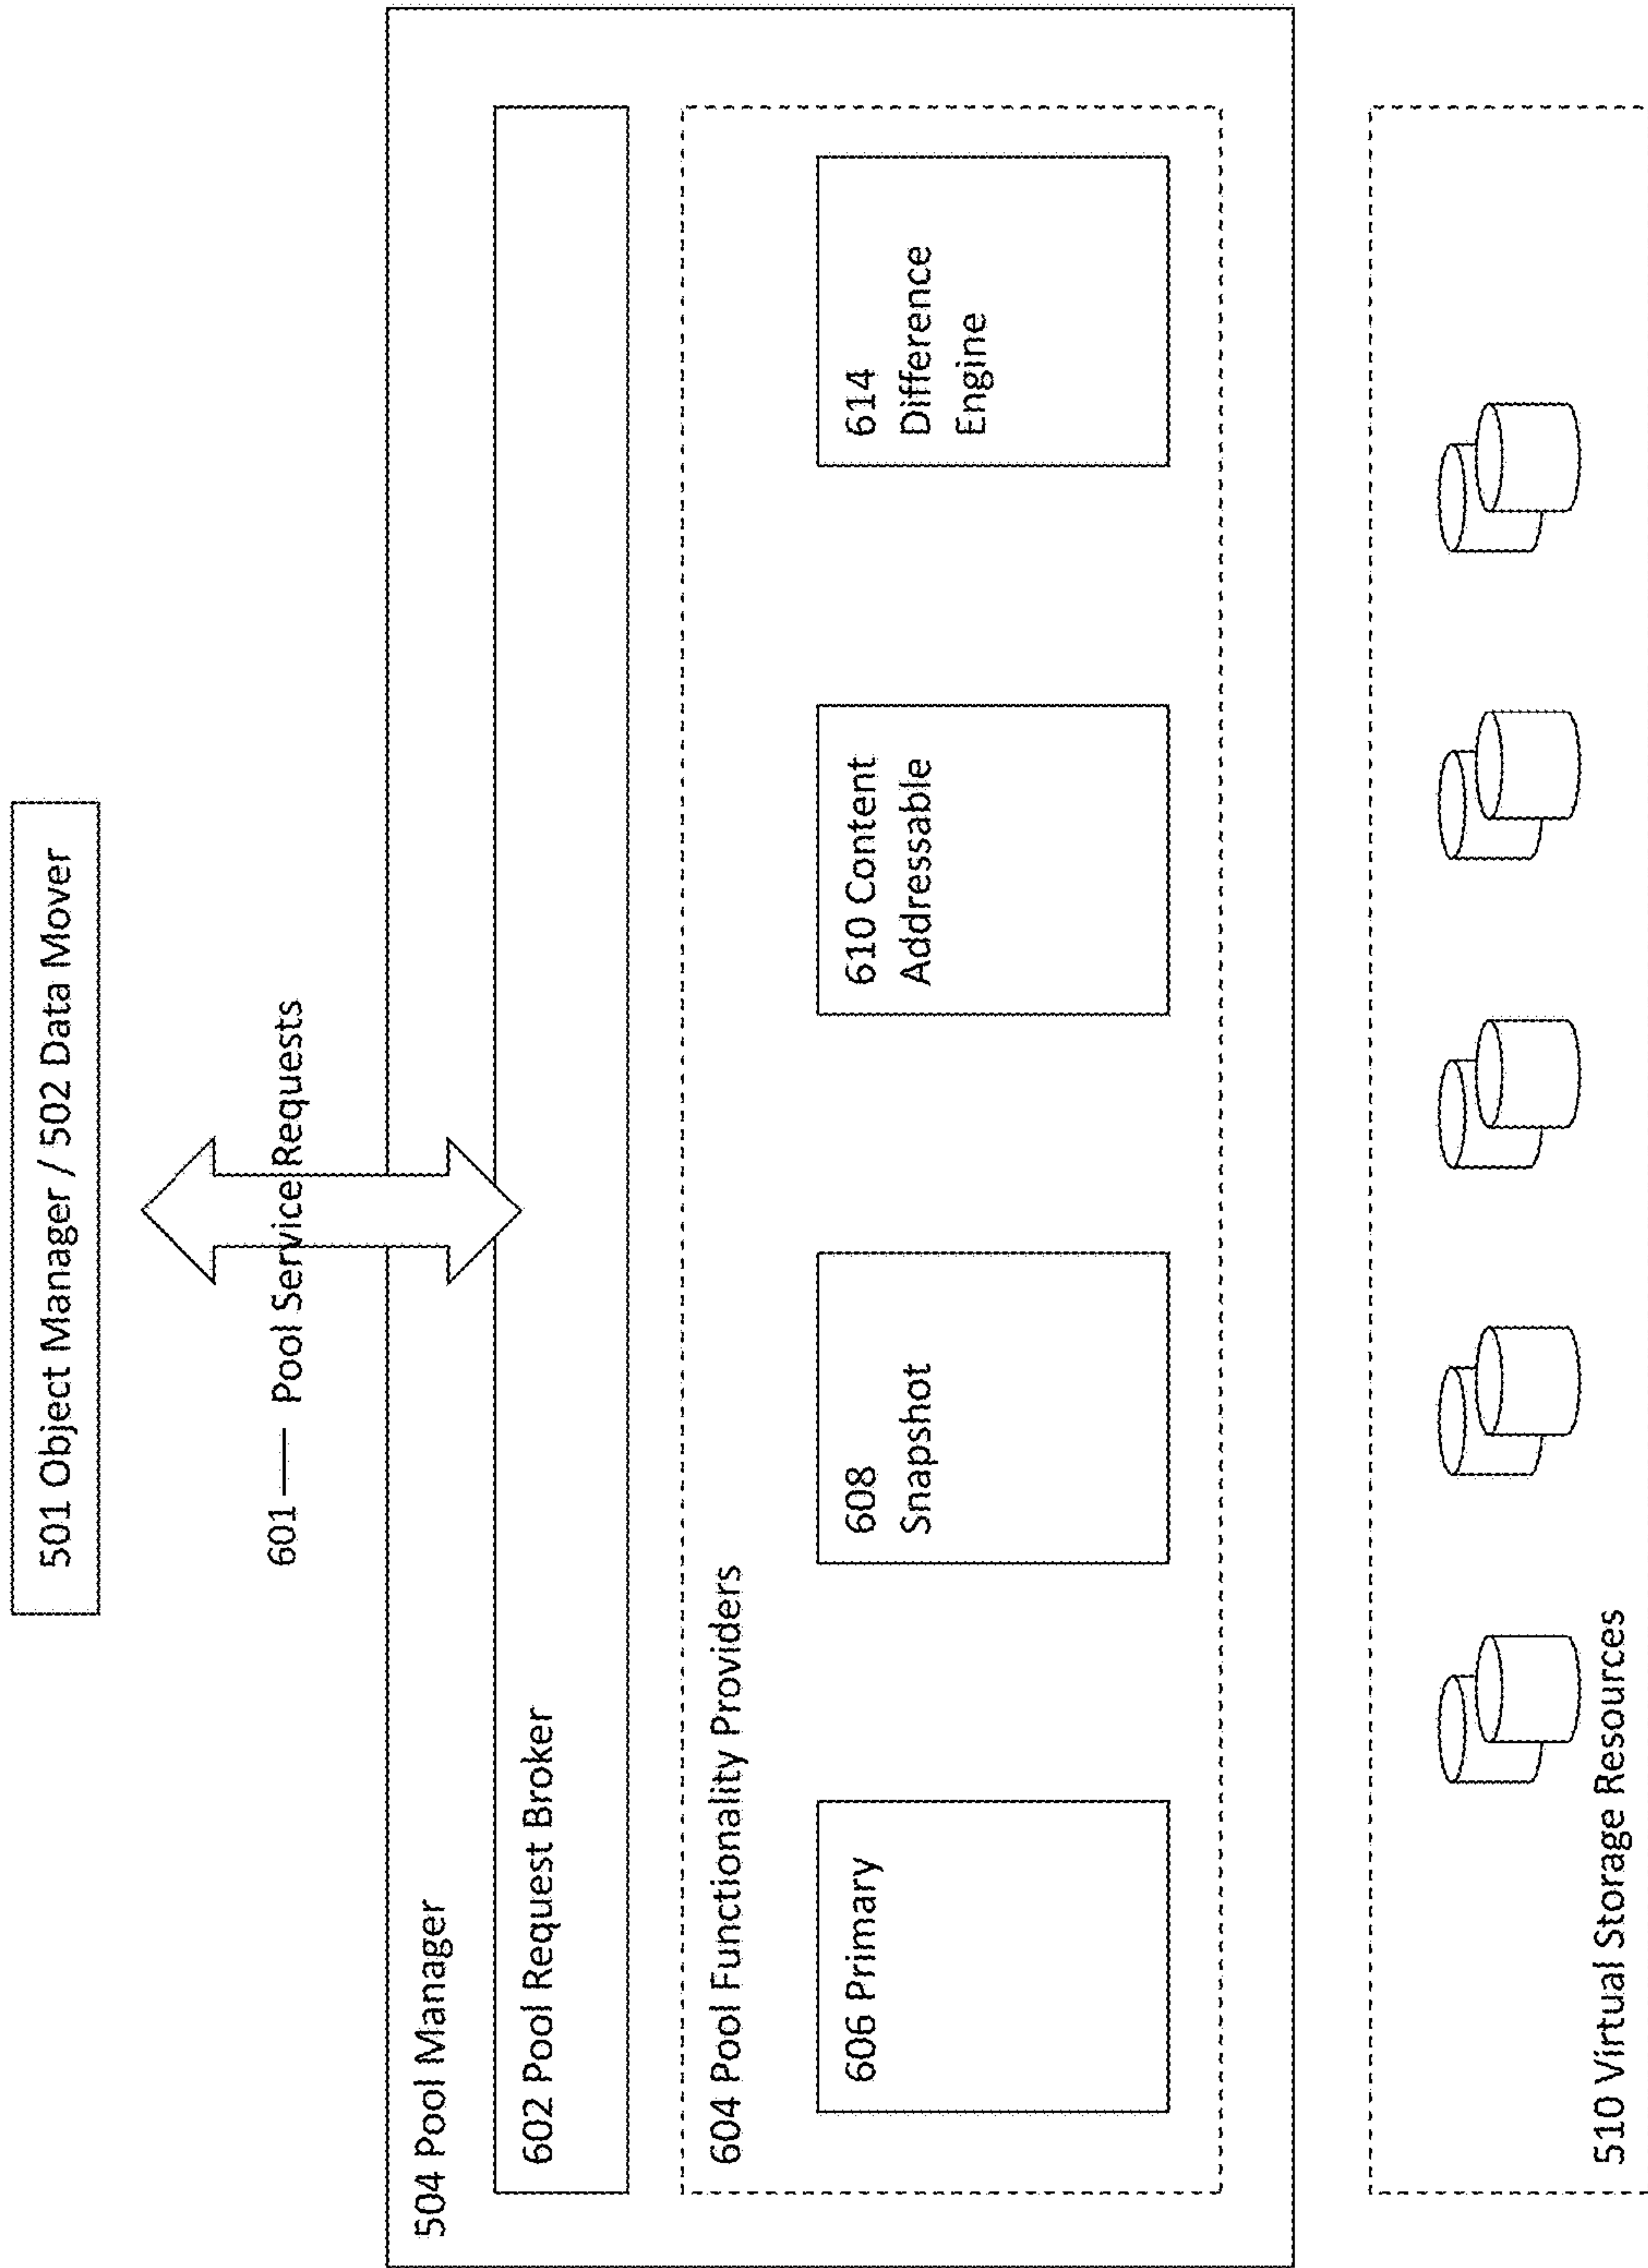 501 Object Manager / 502 Data Mover
601 — Pool Service Requests
504 Pool Manager
602 Pool Request Broker
604 Pool Functionality Providers
606 Primary
608
Snapshot
610 Content
Addressable
614
Difference
Engine
510 Virtual Storage Resources